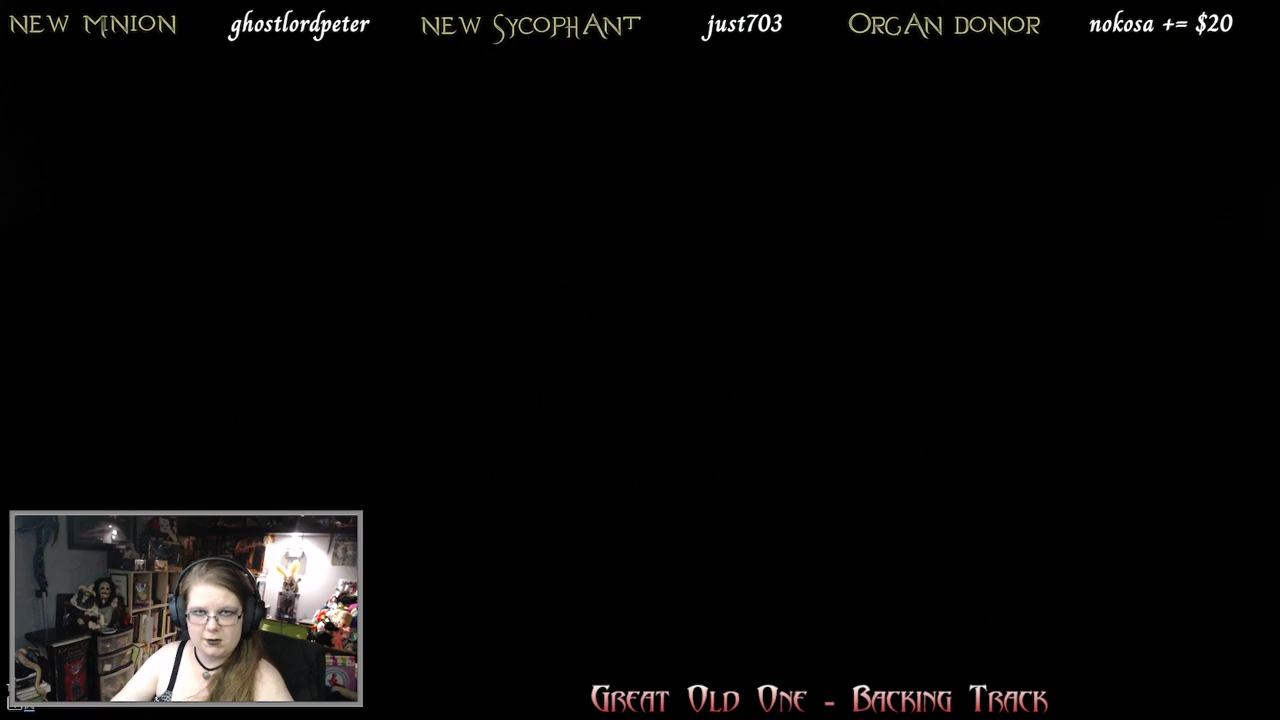 NEW MINION ghostlordpeter NEW SYCOPHANT just703 ORGAN DONOR nokosa += $20
GREAT OLD ONE - BACKING TRACK